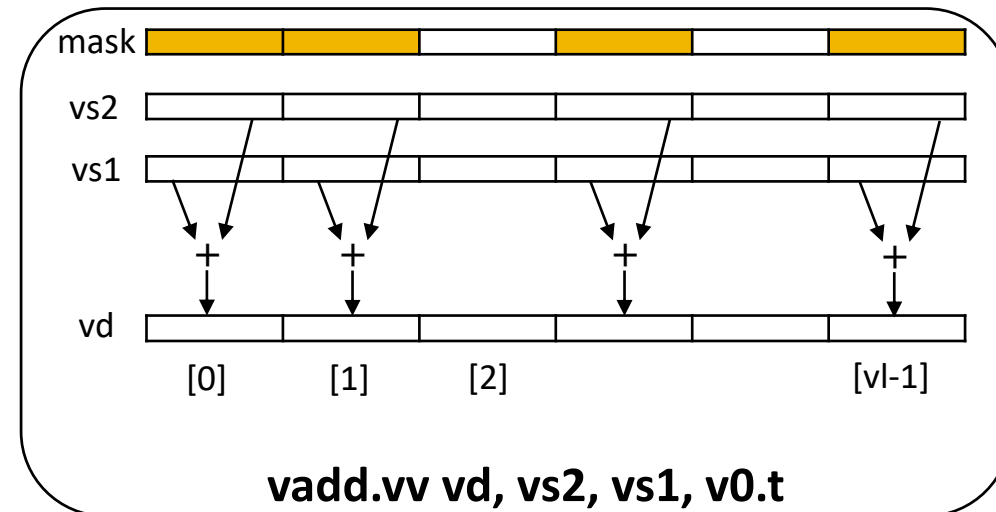 mask
vs2
vs1
+ + + +
vd
[0] [1] [2] [vl-1]
vadd.vv vd, vs2, vs1, v0.t